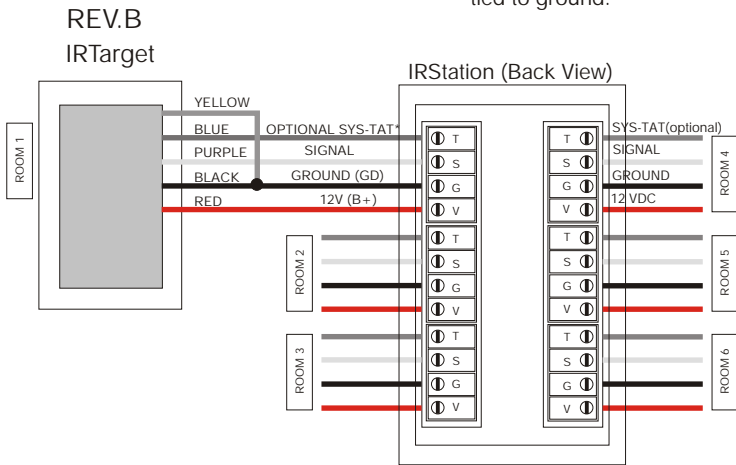 tied to ground.
REV.B
IRTarget
IRStation (Back View)
ROOM 1
YELLOW
BLUE OPTIONAL SYS-TAT*
PURPLE SIGNAL
BLACK GROUND (GD)
RED 12V (B+)
T
S
G
V
ROOM 2
T
S
G
V
ROOM 3
T
S
G
V
T SYS-TAT(optional)
S SIGNAL
G GROUND
V 12 VDC
ROOM 4
T
S
G
V
ROOM 5
T
S
G
V
ROOM 6